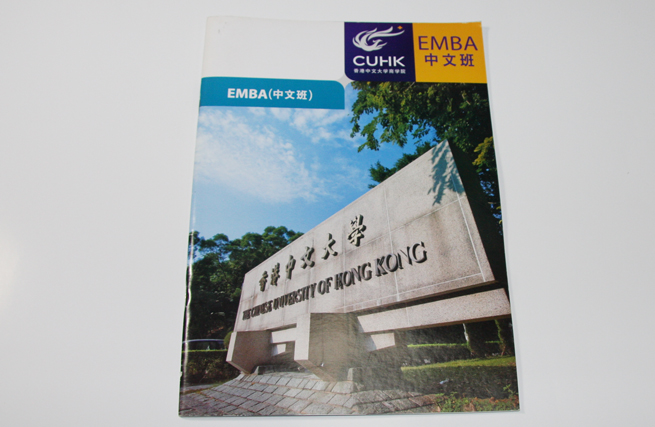 CUHK
香港中文大學商學院
EMBA
中文班
EMBA(中文班)
香港中文大學
THE CHINESE UNIVERSITY OF HONG KONG